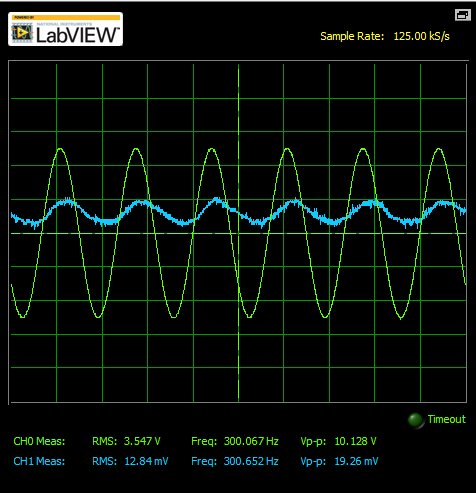 POWERED BY
NATIONAL INSTRUMENTS
LabVIEW™
Sample Rate: 125.00 kS/s
Timeout
CH0 Meas: RMS: 3.547 V Freq: 300.067 Hz Vp-p: 10.128 V
CH1 Meas: RMS: 12.84 mV Freq: 300.652 Hz Vp-p: 19.26 mV